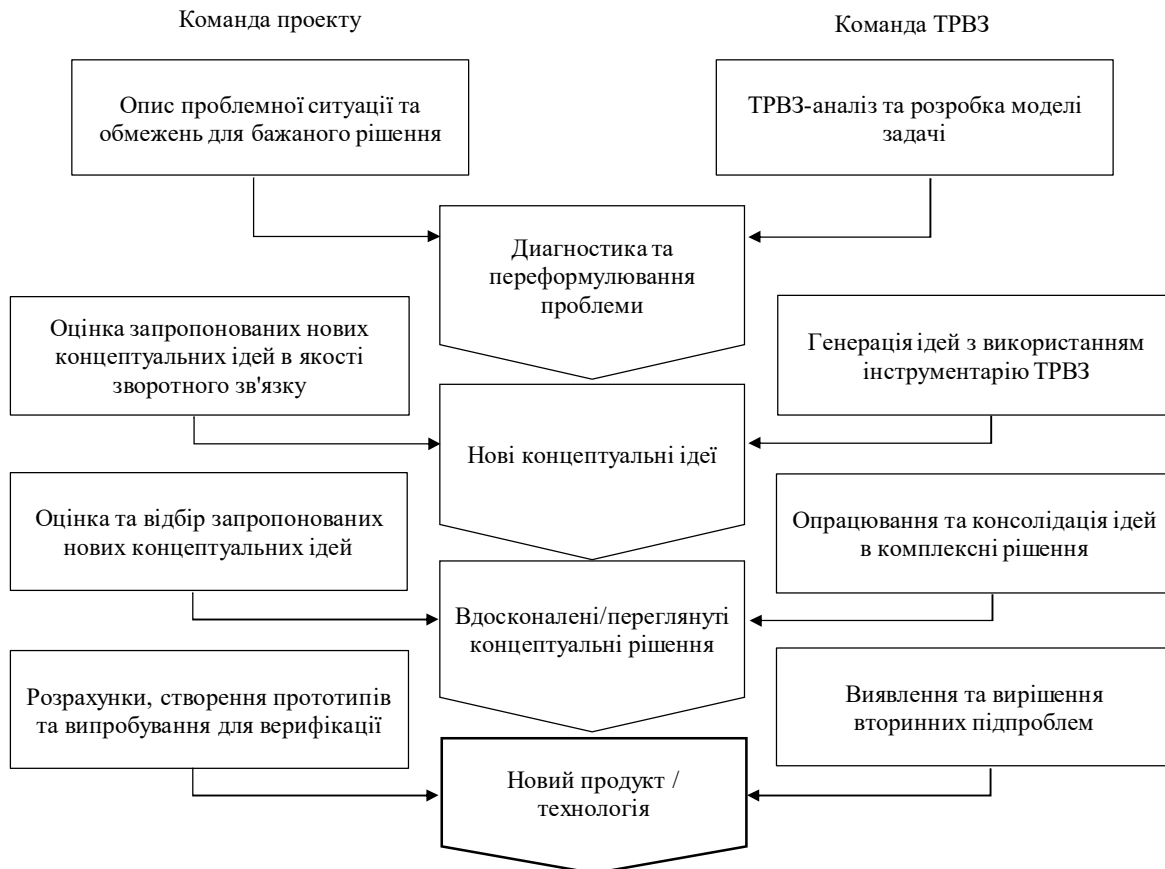 Команда проекту
Команда ТРВЗ
Опис проблемної ситуації та
обмежень для бажаного рішення
ТРВЗ-аналіз та розробка моделі
задачі
Диагностика та
переформулювання
проблеми
Оцінка запропонованих нових
концептуальних ідей в якості
зворотного зв'язку
Генерація ідей з використанням
інструментарію ТРВЗ
Нові концептуальні ідеї
Оцінка та відбір запропонованих
нових концептуальних ідей
Опрацювання та консолідація ідей
в комплексні рішення
Вдосконалені/переглянуті
концептуальні рішення
Розрахунки, створення прототипів
та випробування для верифікації
Виявлення та вирішення
вторинних підпроблем
Новий продукт /
технологія